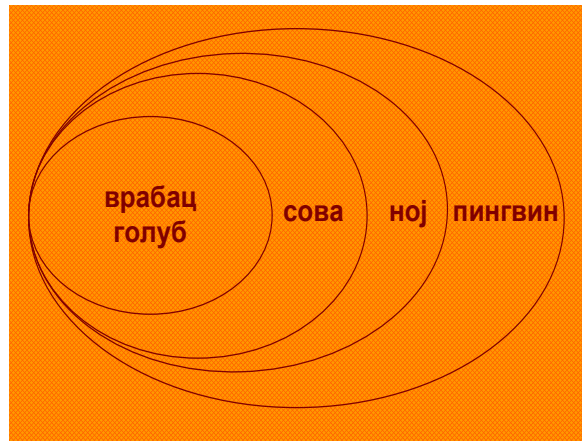 врабац
голуб
сова
ној
пингвин